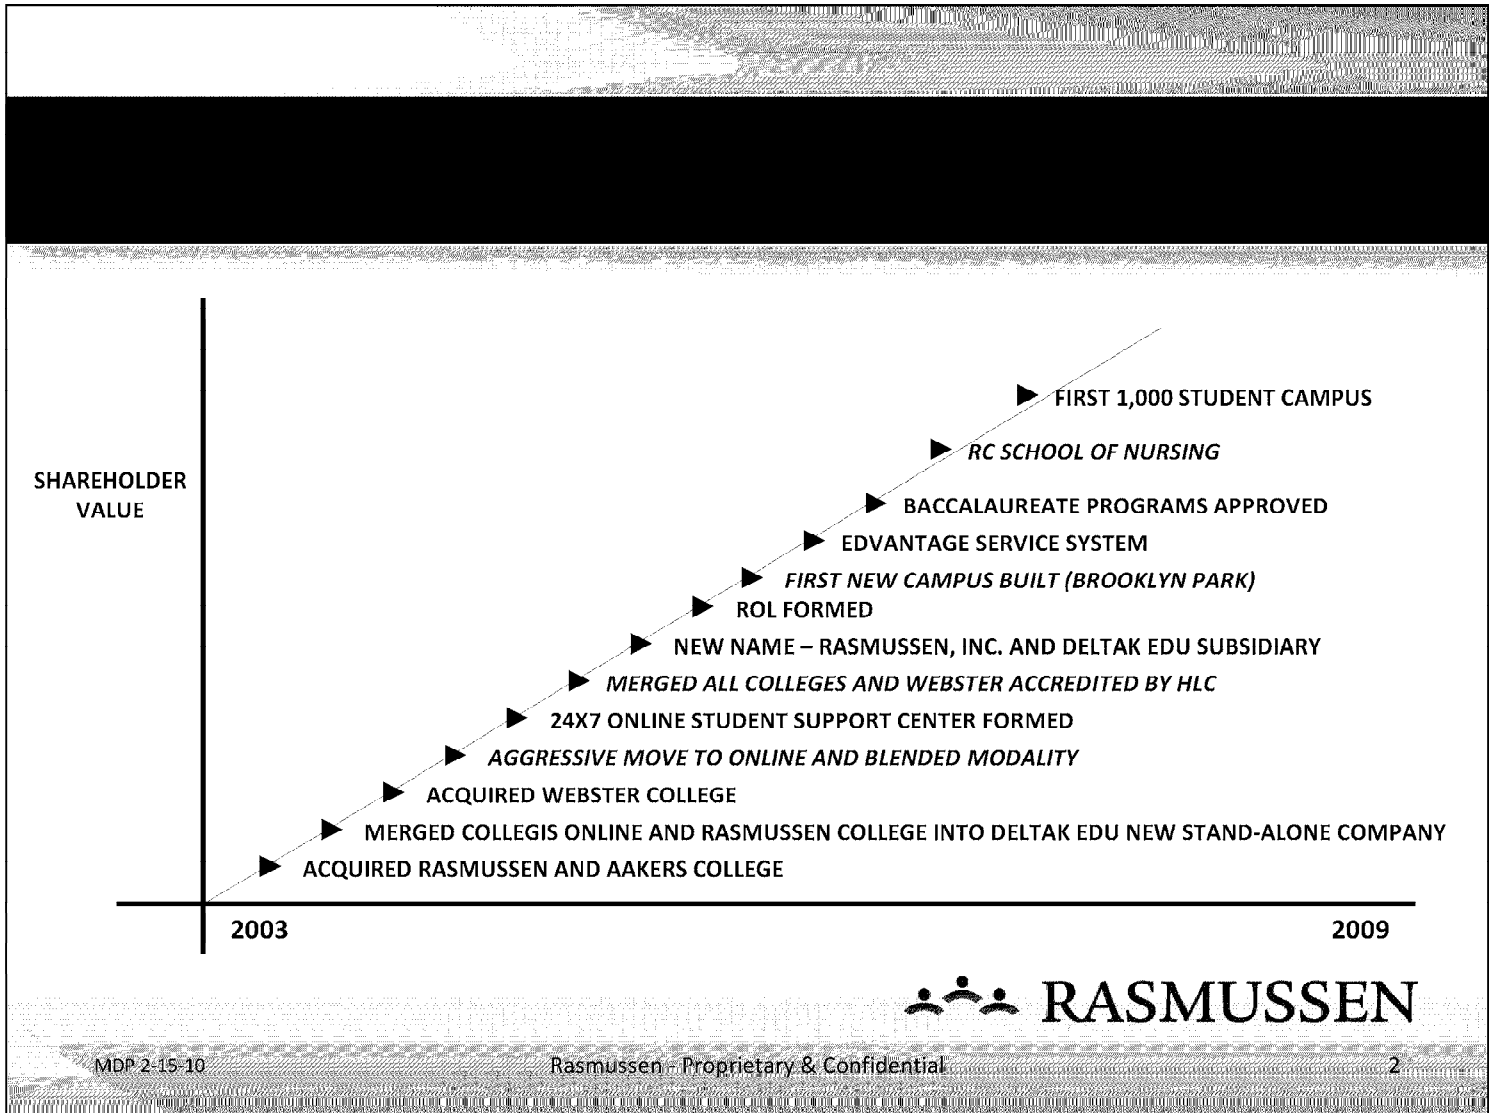 FIRST 1,000 STUDENT CAMPUS
RC SCHOOL OF NURSING
SHAREHOLDER
VALUE
BACCALAUREATE PROGRAMS APPROVED
EDVANTAGE SERVICE SYSTEM
FIRST NEW CAMPUS BUILT (BROOKLYN PARK)
ROL FORMED
NEW NAME – RASMUSSEN, INC. AND DELTAK EDU SUBSIDIARY
MERGED ALL COLLEGES AND WEBSTER ACCREDITED BY HLC
24X7 ONLINE STUDENT SUPPORT CENTER FORMED
AGGRESSIVE MOVE TO ONLINE AND BLENDED MODALITY
ACQUIRED WEBSTER COLLEGE
MERGED COLLEGIS ONLINE AND RASMUSSEN COLLEGE INTO DELTAK EDU NEW STAND-ALONE COMPANY
ACQUIRED RASMUSSEN AND AAKERS COLLEGE
2003 2009
RASMUSSEN
MDP 2-15-10 Rasmussen - Proprietary & Confidential 2